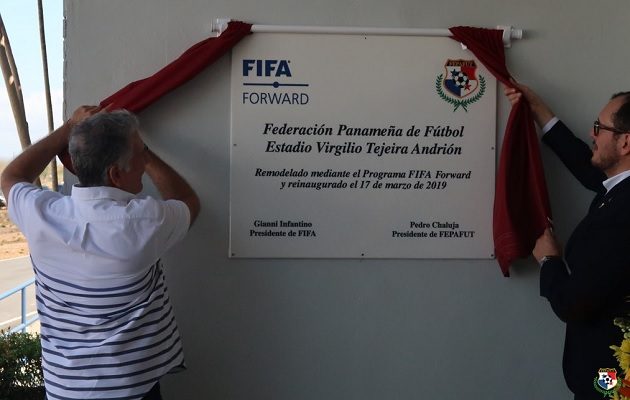 FIFA
FORWARD
Federación Panameña de Fútbol
Estadio Virgilio Tejeira Andrión
Remodelado mediante el Programa FIFA Forward
y reinaugurado el 17 de marzo de 2019
Gianni Infantino
Presidente de FIFA
Pedro Chaluja
Presidente de FEPAFUT